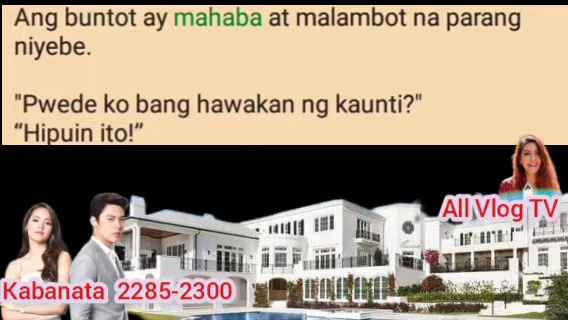 Ang buntot ay mahaba at malambot na parang
niyebe.
"Pwede ko bang hawakan ng kaunti?"
“Hipuin ito!”
All Vlog TV
Kabanata 2285-2300